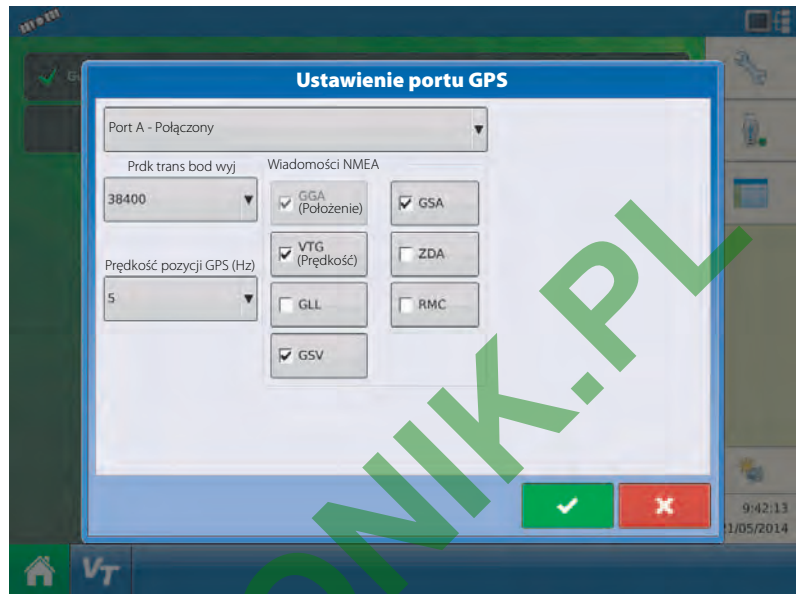 Ustawienie portu GPS
Port A - Połączony
Prdk trans bod wyj
38400
Prędkość pozycji GPS (Hz)
5
Wiadomości NMEA
GGA
(Położenie)
GSA
VTG
(Prędkość)
ZDA
GLL
RMC
GSV
9:42:13
1/05/2014
VT
ONIK.PL